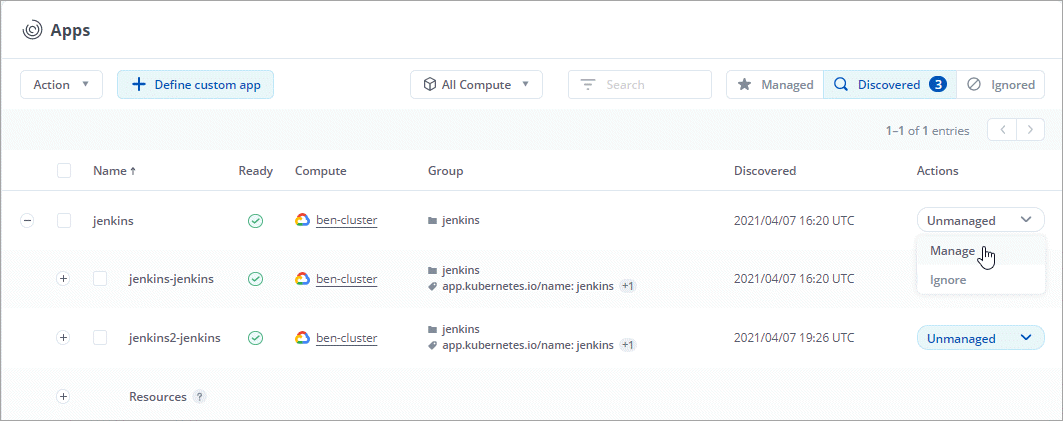 Apps
Action
Define custom app
All Compute
Search
Managed
Discovered 3
Ignored
1–1 of 1 entries
Name Ready Compute Group Discovered Actions
jenkins ben-cluster jenkins 2021/04/07 16:20 UTC Unmanaged
Manage
Ignore
jenkins-jenkins ben-cluster jenkins 2021/04/07 16:20 UTC
app.kubernetes.io/name: jenkins +1
jenkins2-jenkins ben-cluster jenkins 2021/04/07 19:26 UTC Unmanaged
app.kubernetes.io/name: jenkins +1
Resources ?